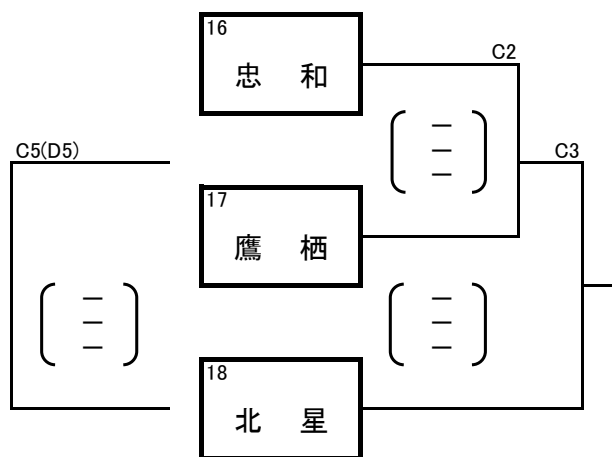 16
忠　和
C2
C5(D5)
〔 － － － 〕
C3
17
鷹　栖
〔 － － － 〕
〔 － － － 〕
18
北　星